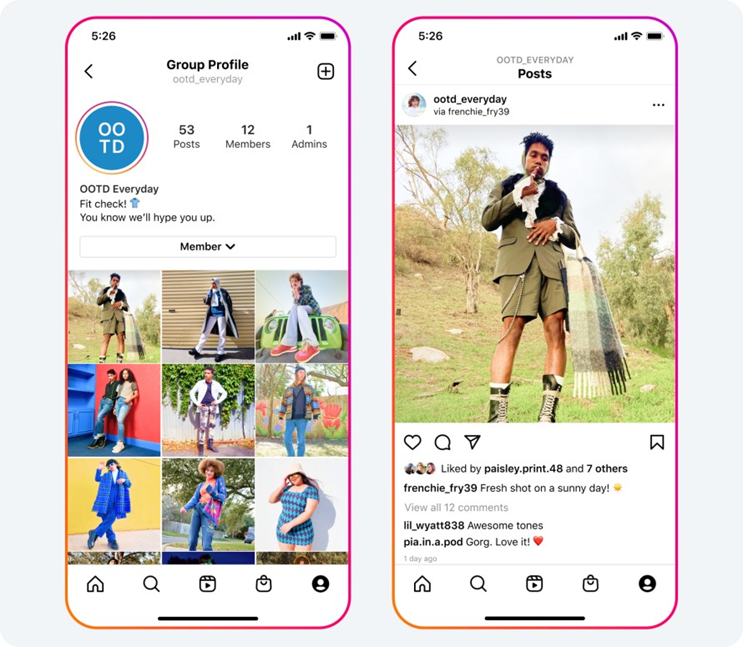 5:26
Group Profile
ootd_everyday
OO
TD
53
Posts
12
Members
1
Admins
OOTD Everyday
Fit check! 👕
You know we'll hype you up.
Member
5:26
OOTD_EVERYDAY
Posts
ootd_everyday
via frenchie_fry39
Liked by paisley.print.48 and 7 others
frenchie_fry39 Fresh shot on a sunny day! ☀️
View all 12 comments
lil_wyatt838 Awesome tones
pia.in.a.pod Gorg. Love it! ❤️
1 day ago